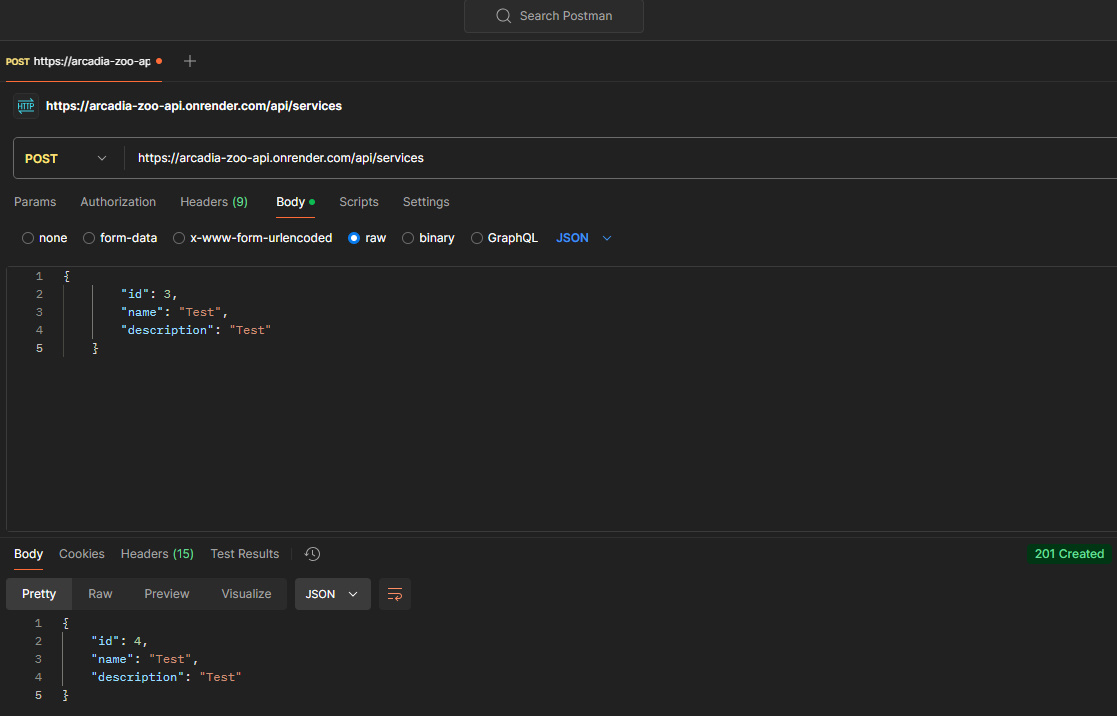 Search Postman
POST https://arcadia-zoo-ap
HTTP https://arcadia-zoo-api.onrender.com/api/services
POST https://arcadia-zoo-api.onrender.com/api/services
Params Authorization Headers (9) Body Scripts Settings
none form-data x-www-form-urlencoded raw binary GraphQL JSON
1 {
2 "id": 3,
3 "name": "Test",
4 "description": "Test"
5 }
Body Cookies Headers (15) Test Results 201 Created
Pretty Raw Preview Visualize JSON
1 {
2 "id": 4,
3 "name": "Test",
4 "description": "Test"
5 }